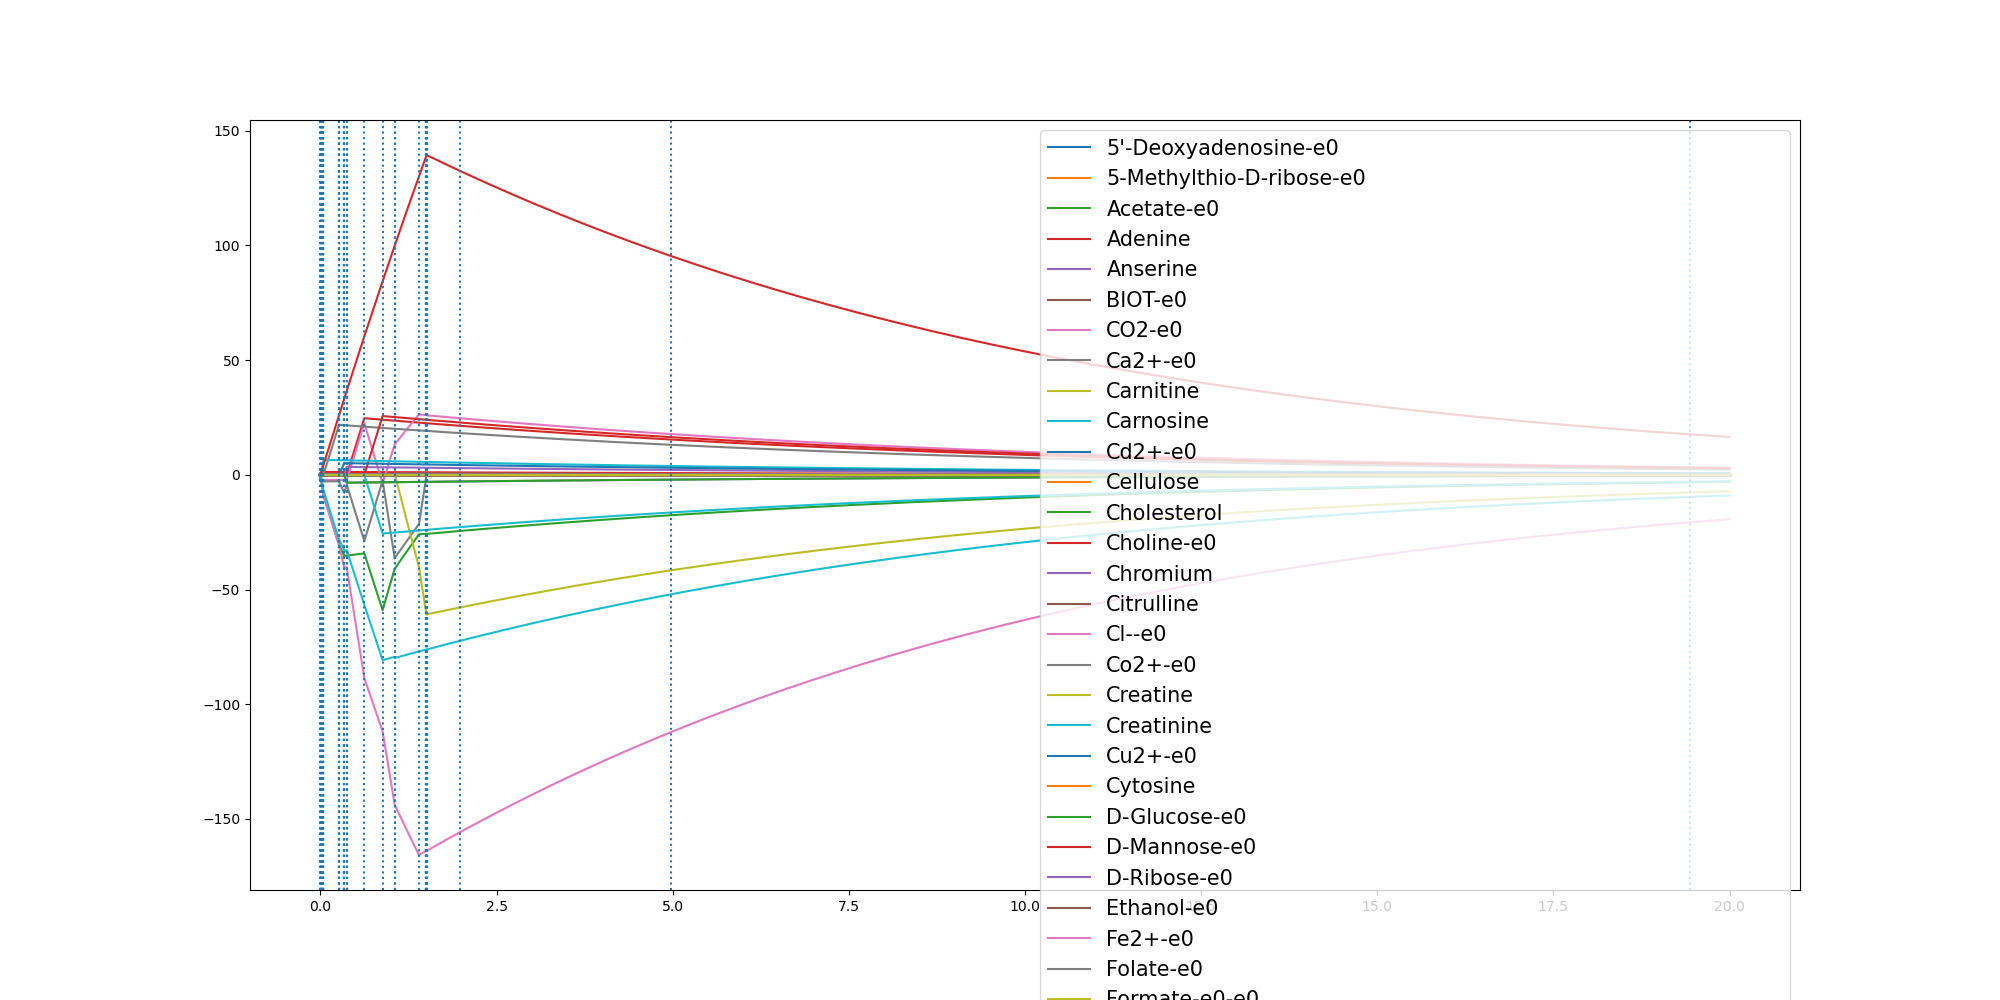 150
100
50
0
−50
−100
−150
0.0
2.5
5.0
7.5
10.0
15.0
17.5
20.0
5'-Deoxyadenosine-e0
5-Methylthio-D-ribose-e0
Acetate-e0
Adenine
Anserine
BIOT-e0
CO2-e0
Ca2+-e0
Carnitine
Carnosine
Cd2+-e0
Cellulose
Cholesterol
Choline-e0
Chromium
Citrulline
Cl--e0
Co2+-e0
Creatine
Creatinine
Cu2+-e0
Cytosine
D-Glucose-e0
D-Mannose-e0
D-Ribose-e0
Ethanol-e0
Fe2+-e0
Folate-e0
Formate-e0-e0